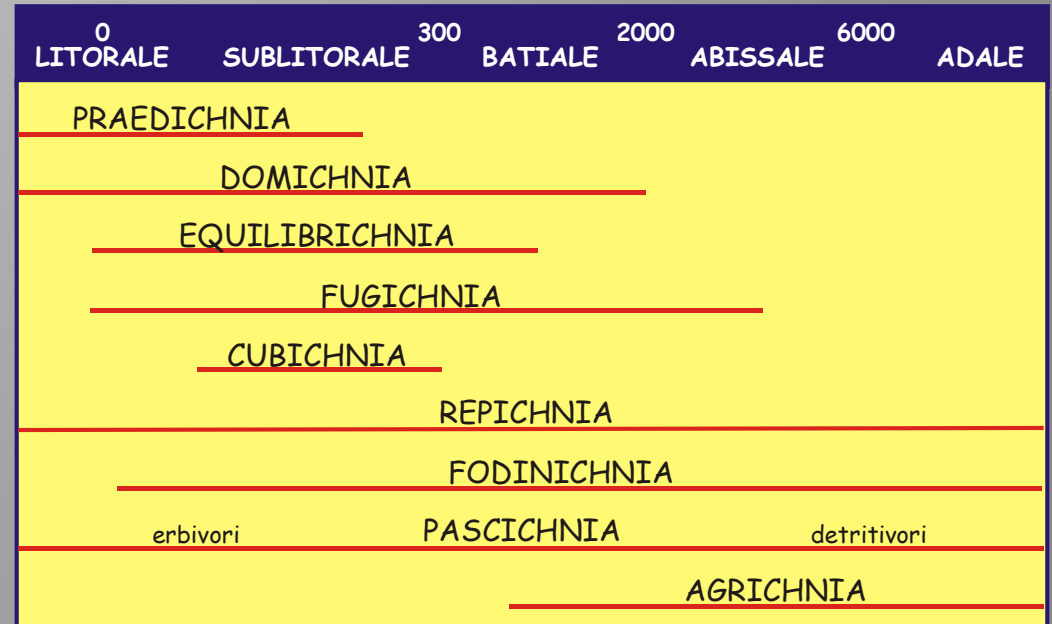 0 300 2000 6000
LITORALE SUBLITORALE BATIALE ABISSALE ADALE
PRAEDICHNIA
DOMICHNIA
EQUILIBRICHNIA
FUGICHNIA
CUBICHNIA
REPICHNIA
FODINICHNIA
erbivori PASCICHNIA detritivori
AGRICHNIA